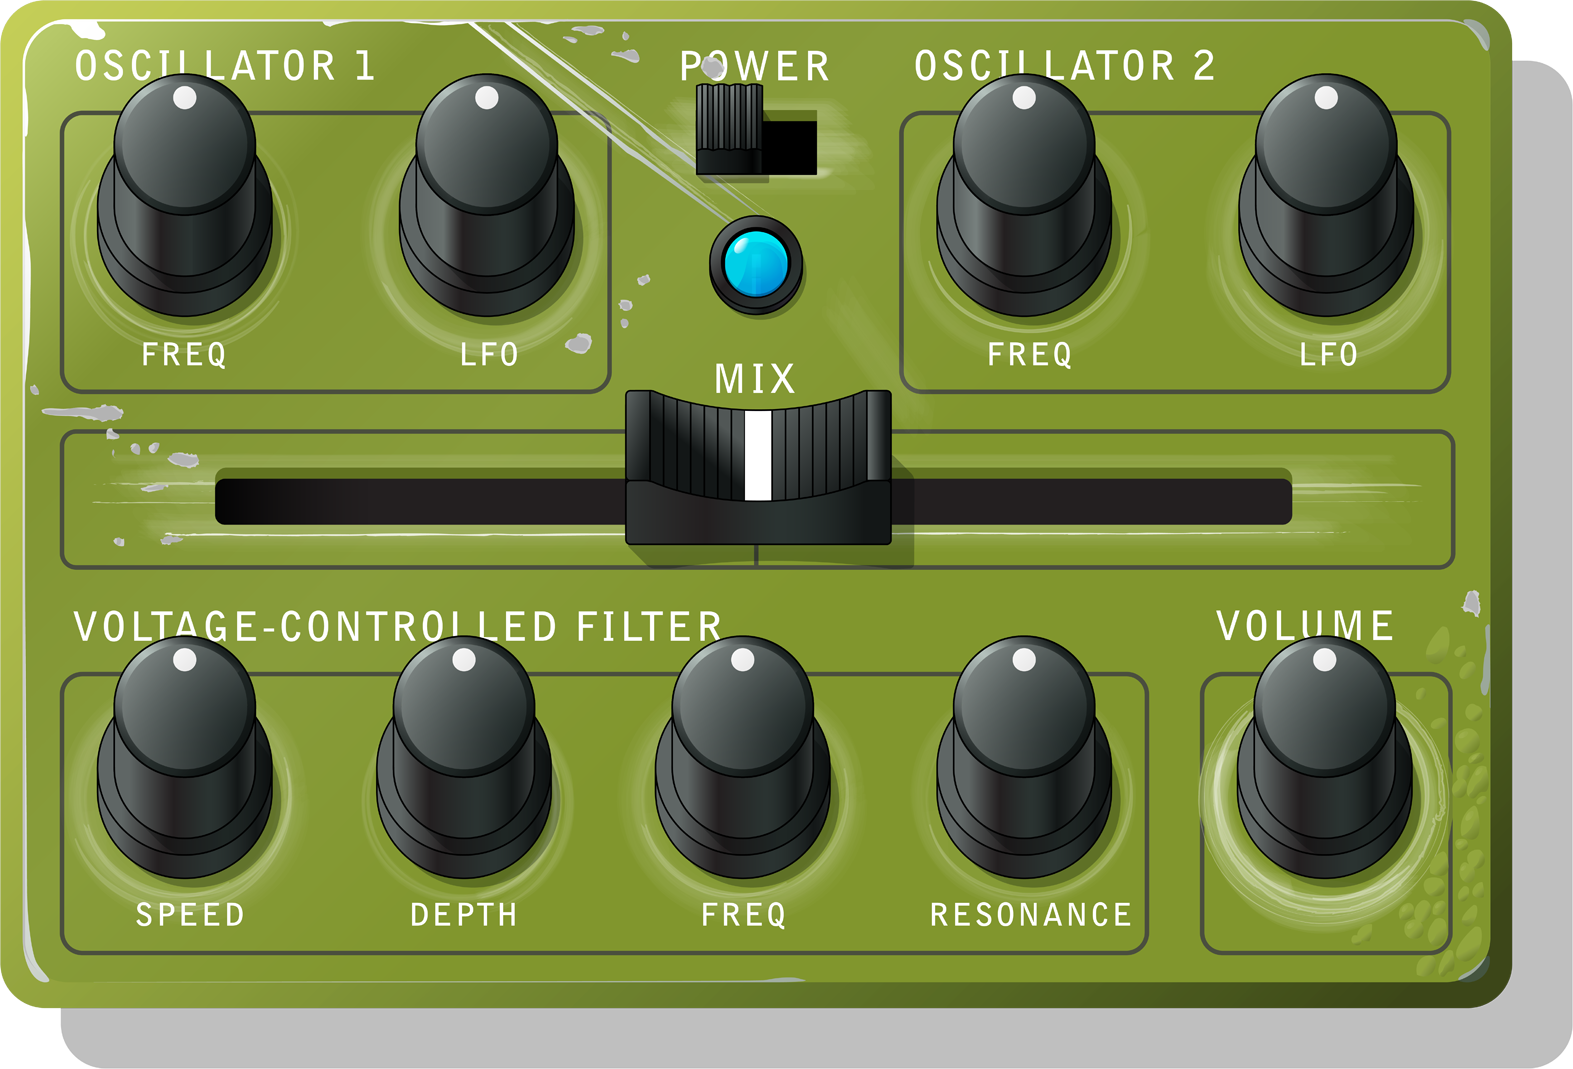 OSCILLATOR 1
POWER
OSCILLATOR 2
FREQ
LFO
FREQ
LFO
MIX
VOLTAGE-CONTROLLED FILTER
VOLUME
SPEED
DEPTH
FREQ
RESONANCE